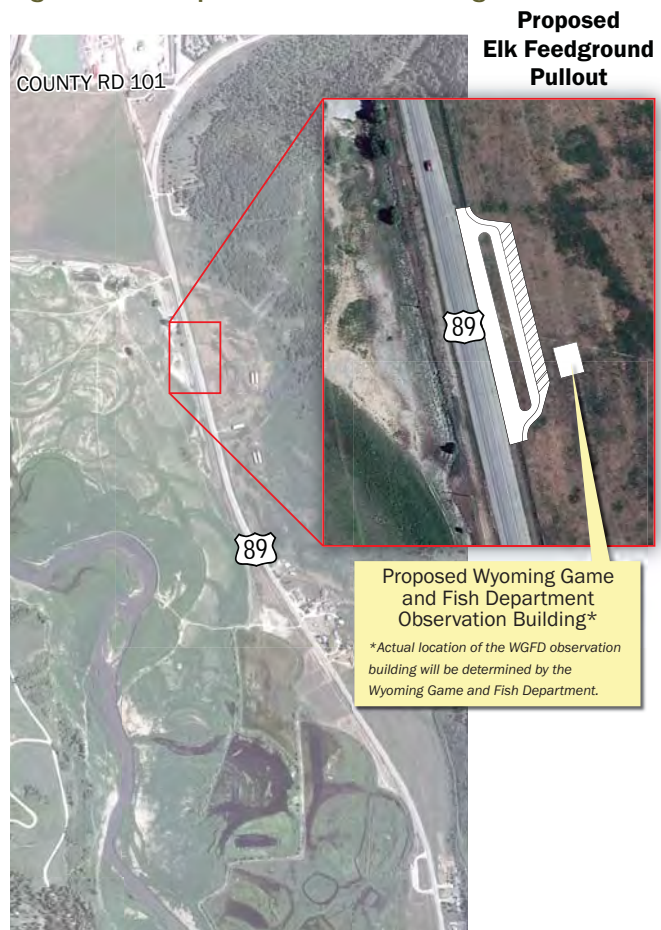 Proposed
Elk Feedground
Pullout
COUNTY RD 101
89
89
Proposed Wyoming Game
and Fish Department
Observation Building*
*Actual location of the WGFD observation
building will be determined by the
Wyoming Game and Fish Department.